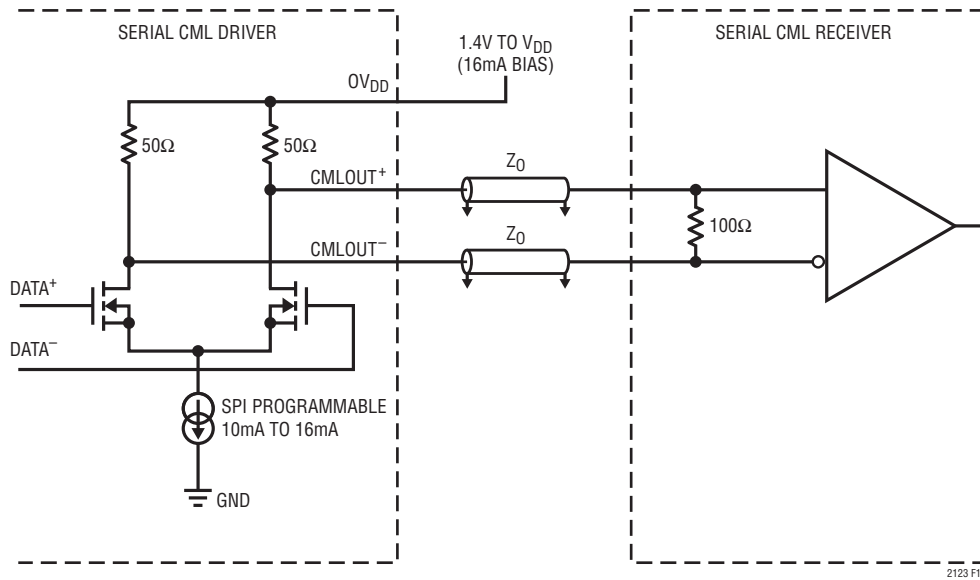 SERIAL CML DRIVER
SERIAL CML RECEIVER
1.4V TO VDD
(16mA BIAS)
OVDD
50Ω
50Ω
CMLOUT+
Z0
100Ω
CMLOUT−
Z0
DATA+
DATA−
SPI PROGRAMMABLE
10mA TO 16mA
GND
2123 F1